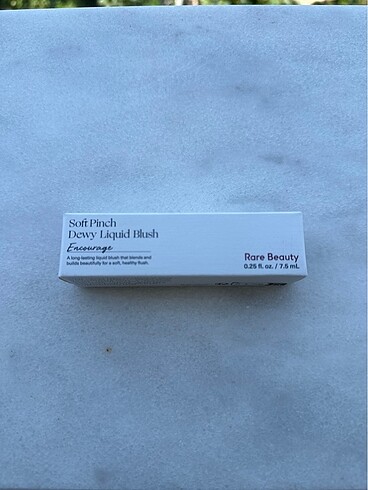 Soft Pinch
Dewy Liquid Blush
Encourage
A long-lasting liquid blush that blends and
builds beautifully for a soft, healthy flush.
Rare Beauty
0.25 fl. oz. / 7.5 mL